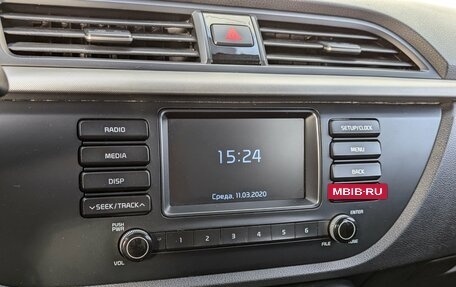 RADIO
MEDIA
DISP
SEEK/TRACK
PUSH
PWR
VOL
15:24
Среда, 11.03.2020
1 2 3 4 5 6
SETUP/CLOCK
MENU
BACK
MBIB-RU
ENTER
FILE